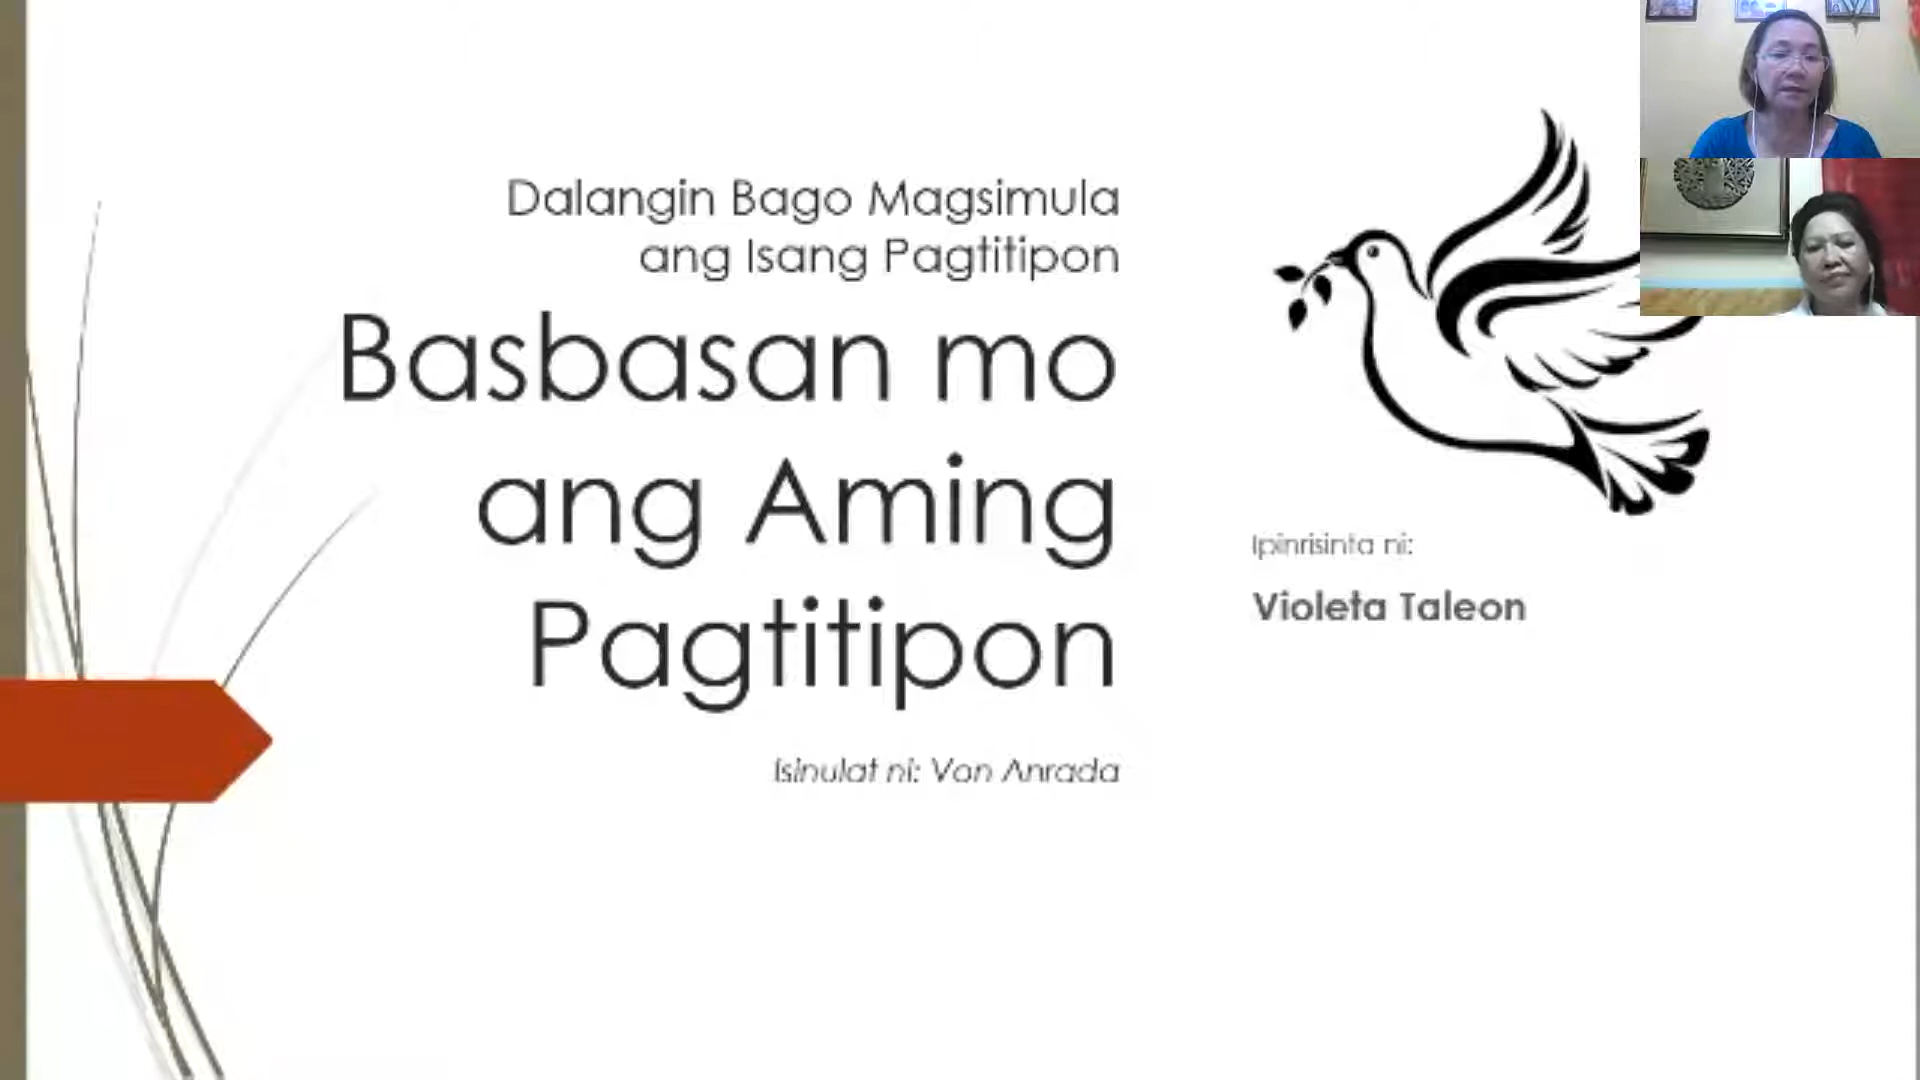 Dalangin Bago Magsimula
ang Isang Pagtitipon
Basbasan mo
ang Aming
Pagtitipon
Isinulat ni: Von Anrada
Ipinrisinta ni:
Violeta Taleon